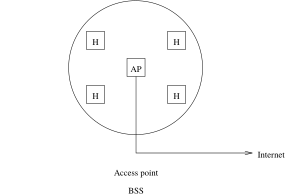 H H
AP
H H
Internet
Access point
BSS